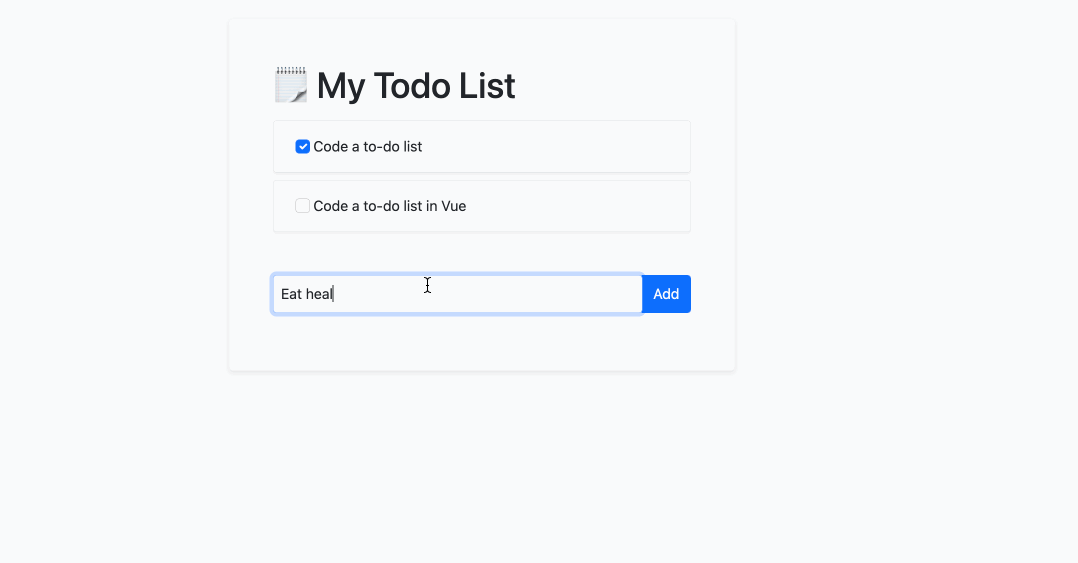 My Todo List
Code a to-do list
Code a to-do list in Vue
Eat heal
Add